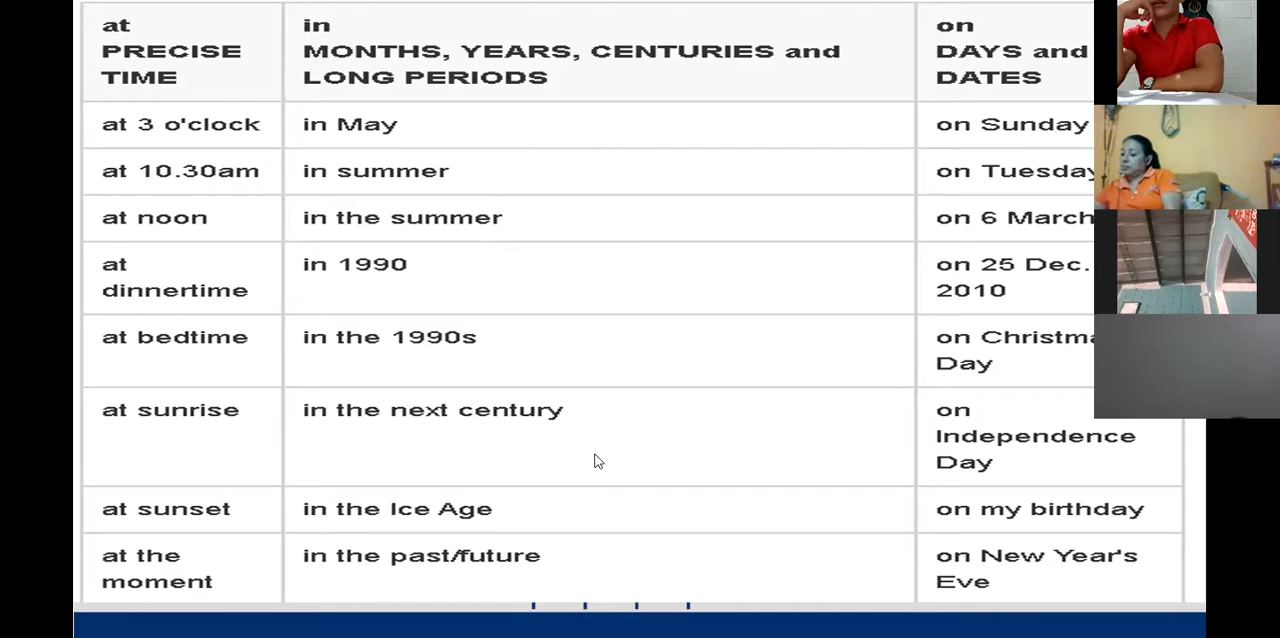 at
PRECISE
TIME
in
MONTHS, YEARS, CENTURIES and
LONG PERIODS
on
DAYS and
DATES
at 3 o'clock
in May
on Sunday
at 10.30am
in summer
on Tuesday
at noon
in the summer
on 6 March
at
dinnertime
in 1990
on 25 Dec.
2010
at bedtime
in the 1990s
on
Day
at sunrise
in the next century
on
Independence
Day
at sunset
in the Ice Age
on my birthday
at the
moment
in the past/future
on New Year's
Eve